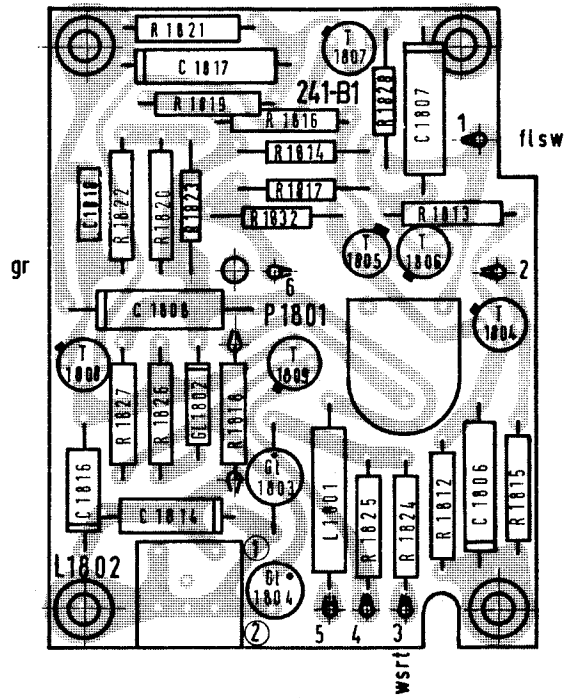 R 1821
T
1807
C 1817
241-B1
R 1819
R 1828
C 1807
R 1816
1
flsw
R 1814
C 1818
R 1822
R 1820
R 1823
R 1817
R 1832
R 1813
T
1805
T
1806
gr
6
2
C 1808
P 1801
T
1804
T
1808
T
1809
R 1827
R 1826
Gl 1802
R 1818
C 1816
Gl
1803
L 1801
R 1825
R 1824
R 1812
C 1806
R 1815
C 1814
L1802
1
Gl
1804
2
5
4
3
wsrt